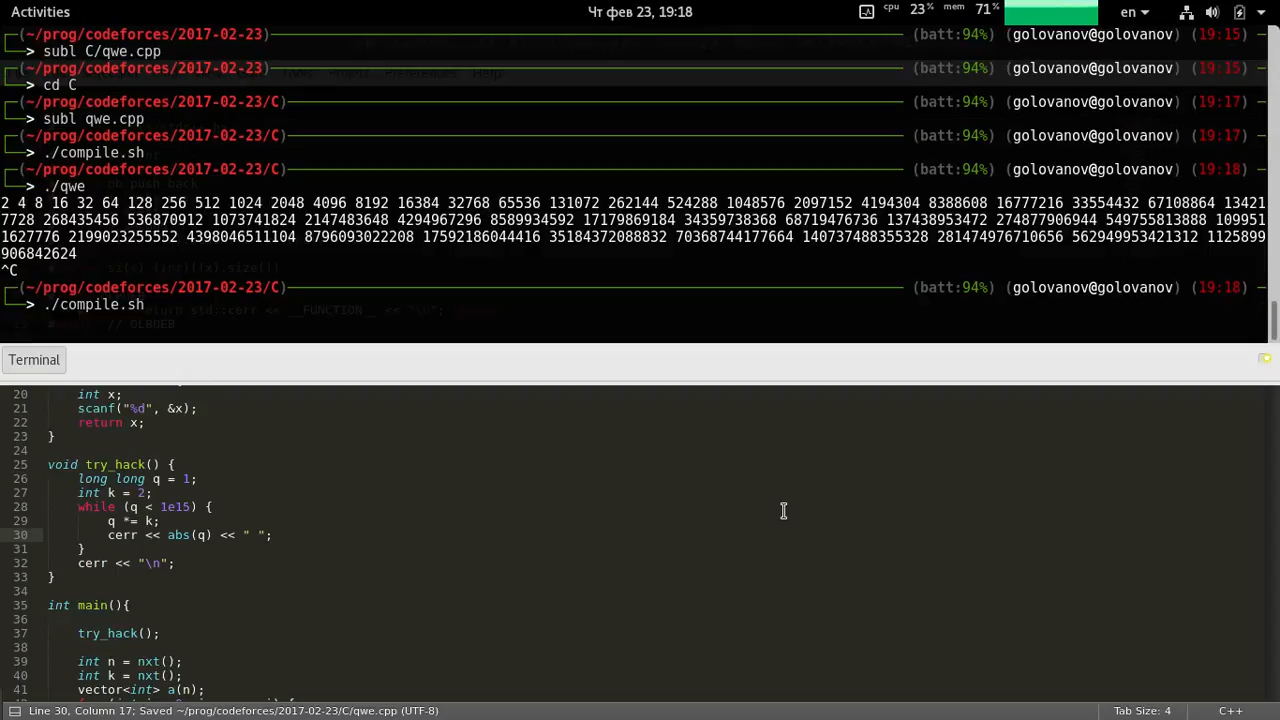 Activities Чт фев 23, 19:18 cpu 23% mem 71% en
(~/prog/codeforces/2017-02-23) (batt:94%) (golovanov@golovanov) (19:15)
> subl C/qwe.cpp
(~/prog/codeforces/2017-02-23) (batt:94%) (golovanov@golovanov) (19:15)
> cd C
(~/prog/codeforces/2017-02-23/C) (batt:94%) (golovanov@golovanov) (19:17)
> subl qwe.cpp
(~/prog/codeforces/2017-02-23/C) (batt:94%) (golovanov@golovanov) (19:17)
> ./compile.sh
(~/prog/codeforces/2017-02-23/C) (batt:94%) (golovanov@golovanov) (19:18)
> ./qwe
2 4 8 16 32 64 128 256 512 1024 2048 4096 8192 16384 32768 65536 131072 262144 524288 1048576 2097152 4194304 8388608 16777216 33554432 67108864 13421
7728 268435456 536870912 1073741824 2147483648 4294967296 8589934592 17179869184 34359738368 68719476736 137438953472 274877906944 549755813888 109951
1627776 2199023255552 4398046511104 8796093022208 17592186044416 35184372088832 70368744177664 140737488355328 281474976710656 562949953421312 1125899
906842624
^C
(~/prog/codeforces/2017-02-23/C) (batt:94%) (golovanov@golovanov) (19:18)
> ./compile.sh
Terminal
20 int x;
21 scanf("%d", &x);
22 return x;
23 }
24
25 void try_hack() {
26 long long q = 1;
27 int k = 2;
28 while (q < 1e15) {
29 q *= k;
30 cerr << abs(q) << " ";
31 }
32 cerr << "\n";
33 }
34
35 int main(){
36
37 try_hack();
38
39 int n = nxt();
40 int k = nxt();
41 vector<int> a(n);
Line 30, Column 17; Saved ~/prog/codeforces/2017-02-23/C/qwe.cpp (UTF-8) Tab Size: 4 C++